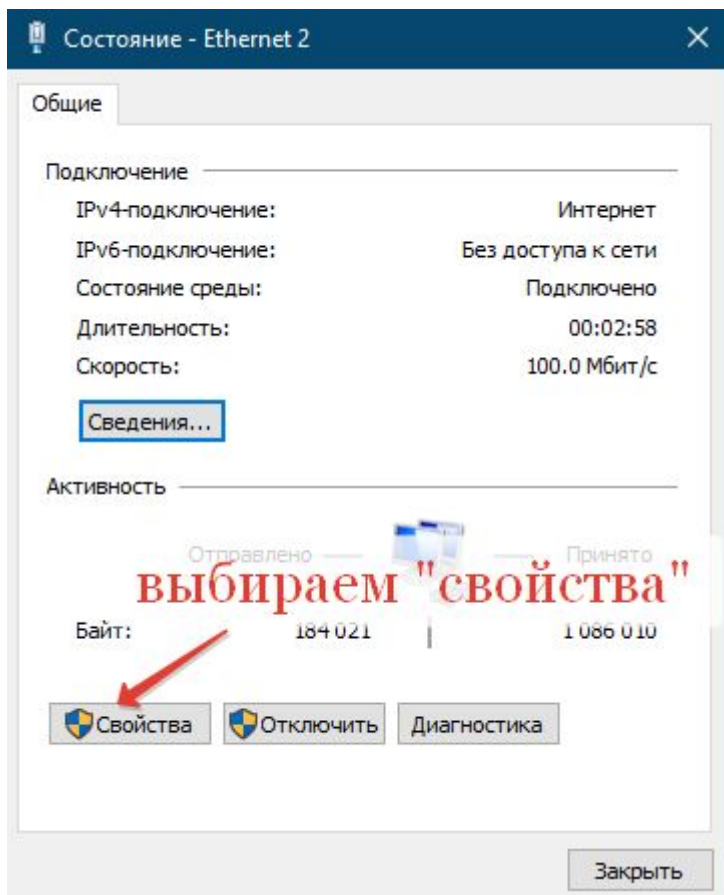 Состояние - Ethernet 2
Общие
Подключение
IPv4-подключение: Интернет
IPv6-подключение: Без доступа к сети
Состояние среды: Подключено
Длительность: 00:02:58
Скорость: 100.0 Мбит/с
Сведения...
Активность
Отправлено — — Принято
выбираем "свойства"
Байт: 184 021 | 1 086 010
Свойства Отключить Диагностика
Закрыть